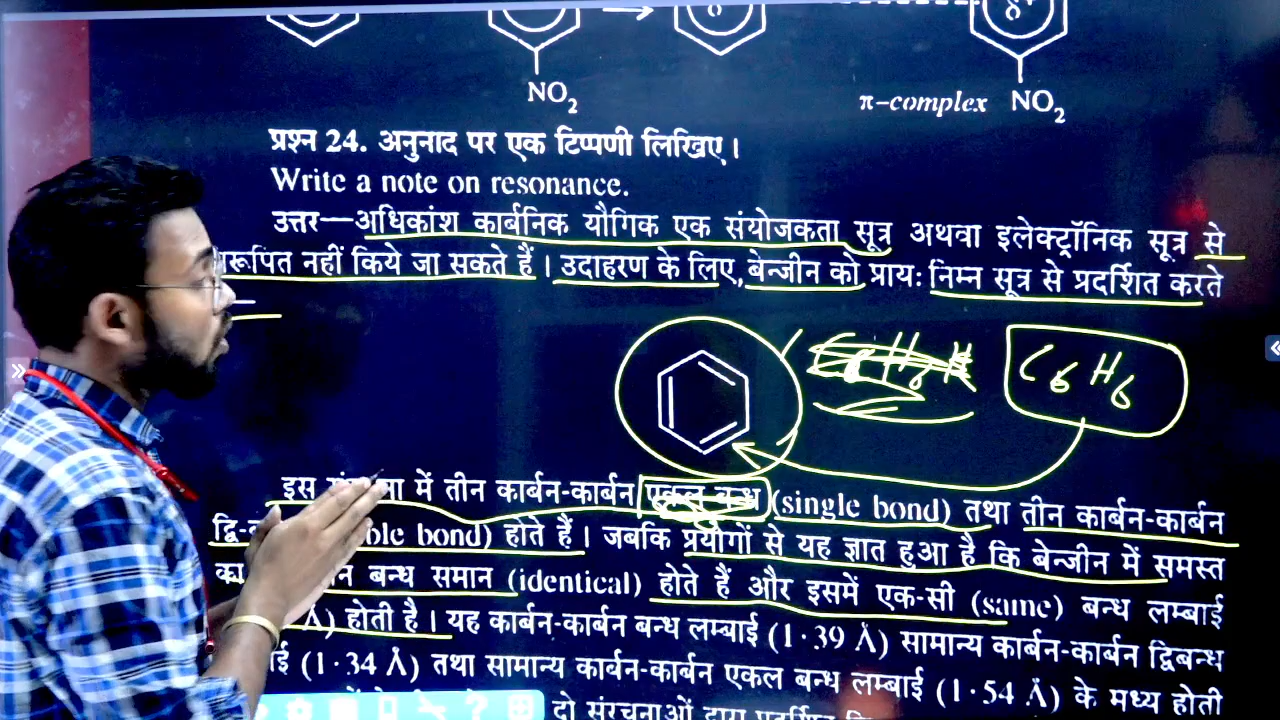 NO2
π-complex NO2
प्रश्न 24. अनुनाद पर एक टिप्पणी लिखिए।
Write a note on resonance.
उत्तर—अधिकांश कार्बनिक यौगिक एक संयोजकता सूत्र अथवा इलेक्ट्रॉनिक सूत्र से
नहीं किये जा सकते हैं। उदाहरण के लिए, बेन्जीन को प्राय: निम्न सूत्र से प्रदर्शित करते
C6H6
इस में तीन कार्बन-कार्बन एकल बन्ध (single bond) तथा तीन कार्बन-कार्बन
bond) होते हैं। जबकि प्रयोगों से यह ज्ञात हुआ है कि बेन्जीन में समस्त
बन्ध समान (identical) होते हैं और इसमें एक-सी (same) बन्ध लम्बाई
Å) होती है। यह कार्बन-कार्बन बन्ध लम्बाई (1·39 Å) सामान्य कार्बन-कार्बन द्विबन्ध
(1·34 Å) तथा सामान्य कार्बन-कार्बन एकल बन्ध लम्बाई (1·54 Å) के मध्य होती
दो संरचनाओं द्वारा